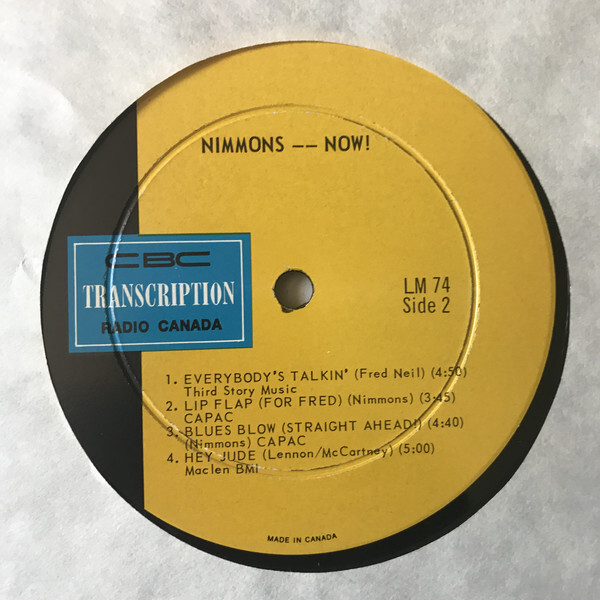 NIMMONS -- NOW!
CBC
TRANSCRIPTION
RADIO CANADA
LM 74
Side 2
1. EVERYBODY'S TALKIN' (Fred Neil) (4:50)
Third Story Music
2. LIP FLAP (FOR FRED) (Nimmons) (3:45)
CAPAC
3. BLUES BLOW (STRAIGHT AHEAD!) (4:40)
(Nimmons) CAPAC
4. HEY JUDE (Lennon/McCartney) (5:00)
Maclen BMI
MADE IN CANADA